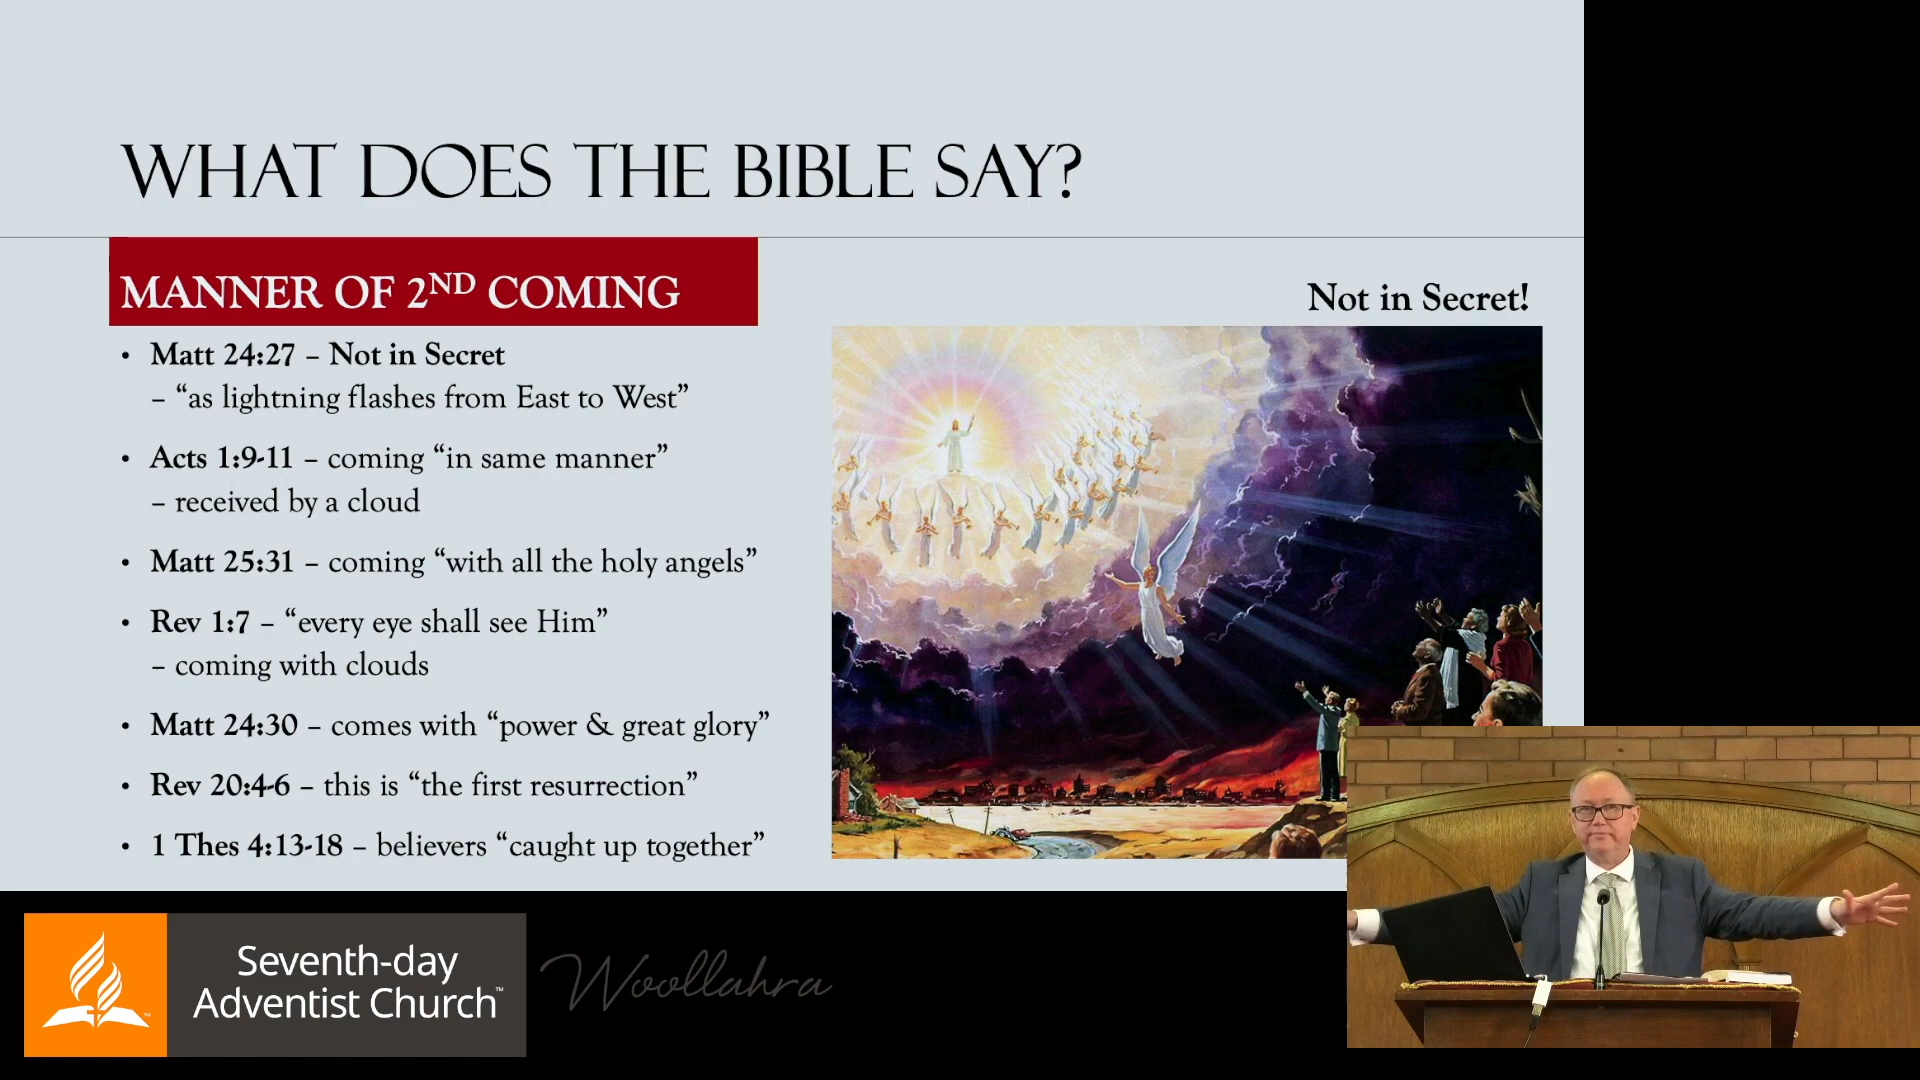 WHAT DOES THE BIBLE SAY?
MANNER OF 2ND COMING
Not in Secret!
• Matt 24:27 – Not in Secret
– “as lightning flashes from East to West”
• Acts 1:9-11 – coming “in same manner”
– received by a cloud
• Matt 25:31 – coming “with all the holy angels”
• Rev 1:7 – “every eye shall see Him”
– coming with clouds
• Matt 24:30 – comes with “power & great glory”
• Rev 20:4-6 – this is “the first resurrection”
• 1 Thes 4:13-18 – believers “caught up together”
Seventh-day
Adventist Church™
Woollahra